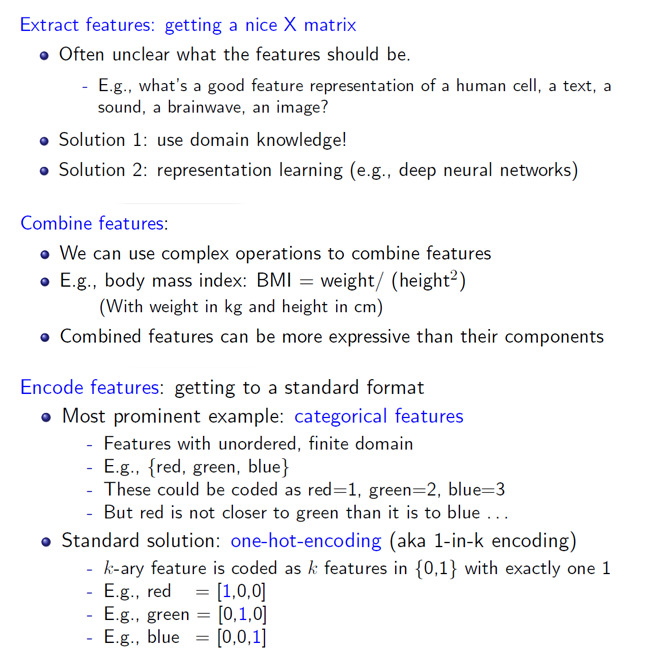 Extract features: getting a nice X matrix
Often unclear what the features should be.
- E.g., what's a good feature representation of a human cell, a text, a
sound, a brainwave, an image?
Solution 1: use domain knowledge!
Solution 2: representation learning (e.g., deep neural networks)
Combine features:
We can use complex operations to combine features
E.g., body mass index: BMI = weight/ (height²)
(With weight in kg and height in cm)
Combined features can be more expressive than their components
Encode features: getting to a standard format
Most prominent example: categorical features
- Features with unordered, finite domain
- E.g., {red, green, blue}
- These could be coded as red=1, green=2, blue=3
- But red is not closer to green than it is to blue ...
Standard solution: one-hot-encoding (aka 1-in-k encoding)
- k-ary feature is coded as k features in {0,1} with exactly one 1
- E.g., red = [1,0,0]
- E.g., green = [0,1,0]
- E.g., blue = [0,0,1]